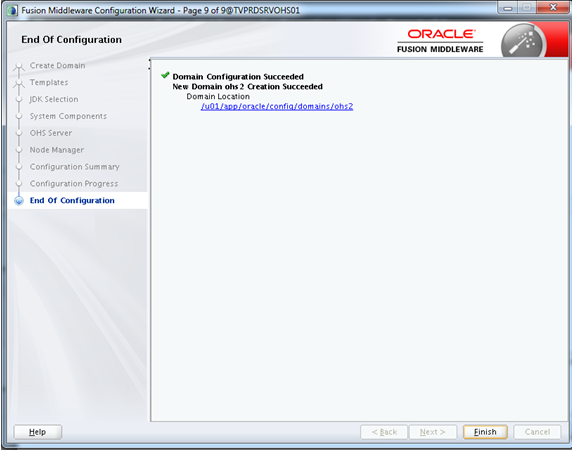 Fusion Middleware Configuration Wizard - Page 9 of 9@TVPRDSRVOHS01
End Of Configuration
ORACLE
FUSION MIDDLEWARE
Create Domain
Templates
JDK Selection
System Components
OHS Server
Node Manager
Configuration Summary
Configuration Progress
End Of Configuration
Domain Configuration Succeeded
New Domain ohs2 Creation Succeeded
Domain Location
/u01/app/oracle/config/domains/ohs2
Help
< Back
Next >
Finish
Cancel